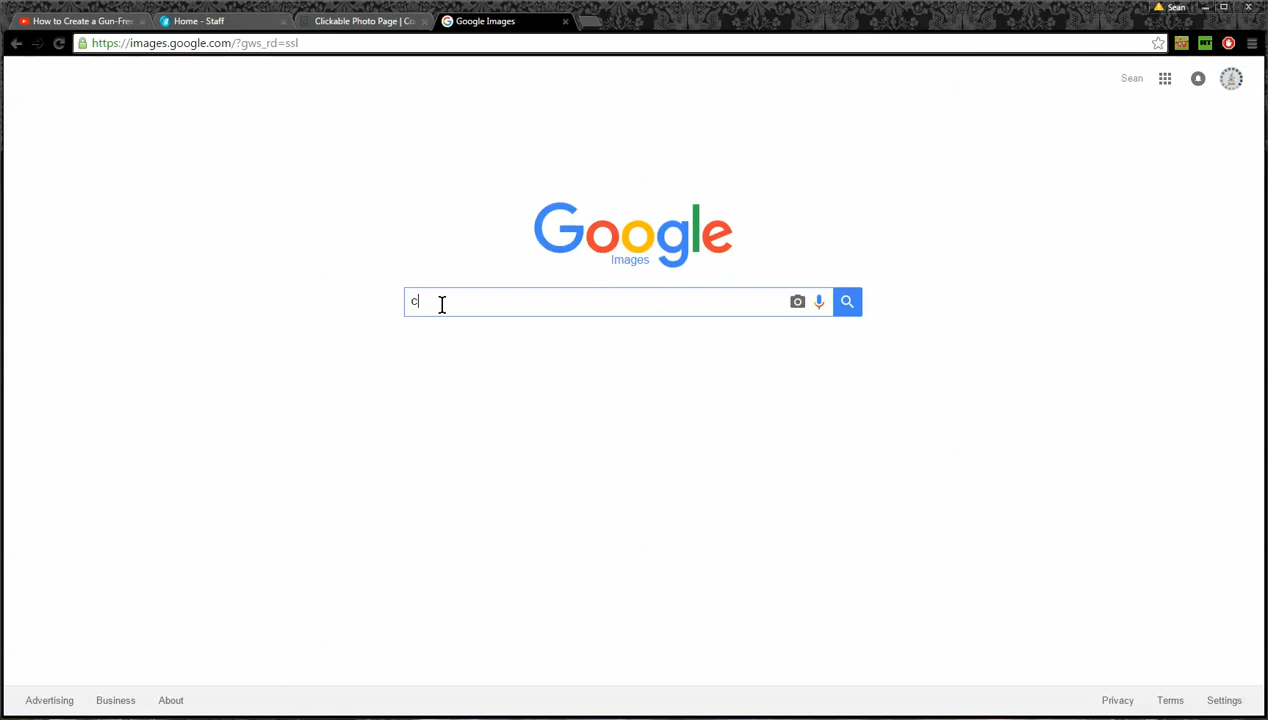 Sean
How to Create a Gun-Free
Home - Staff
Clickable Photo Page | Co
Google Images
https://images.google.com/?gws_rd=ssl
Sean
Google
Images
c
Advertising
Business
About
Privacy
Terms
Settings